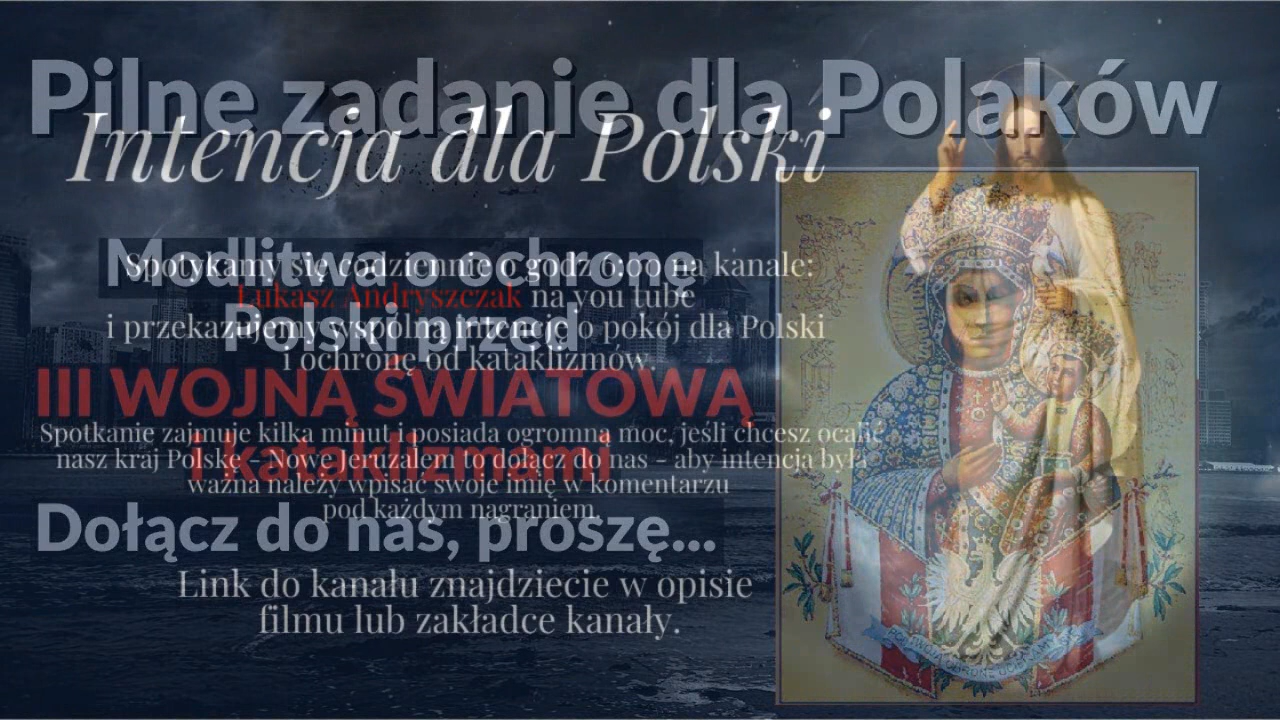 Pilne zadanie dla Polaków
Intencja dla Polski
Modlitwa o uchronę
Polski przed
III WOJNĄ ŚWIATOWĄ
i kataklizmami
Dołącz do nas, proszę...
Spotykamy się codziennie o godz 6:00 na kanale:
Łukasz Andryszczak na you tube
i przekazujemy wspólną intencję o pokój dla Polski
i ochronę od kataklizmów.
Spotkanie zajmuje kilka minut i posiada ogromną moc, jeśli chcesz ocalić
nasz kraj Polskę - Nowe Jeruzalem to dołącz do nas - aby intencja była
ważna należy wpisać swoje imię w komentarzu
pod każdym nagraniem.
Link do kanału znajdziecie w opisie
filmu lub zakładce kanały.